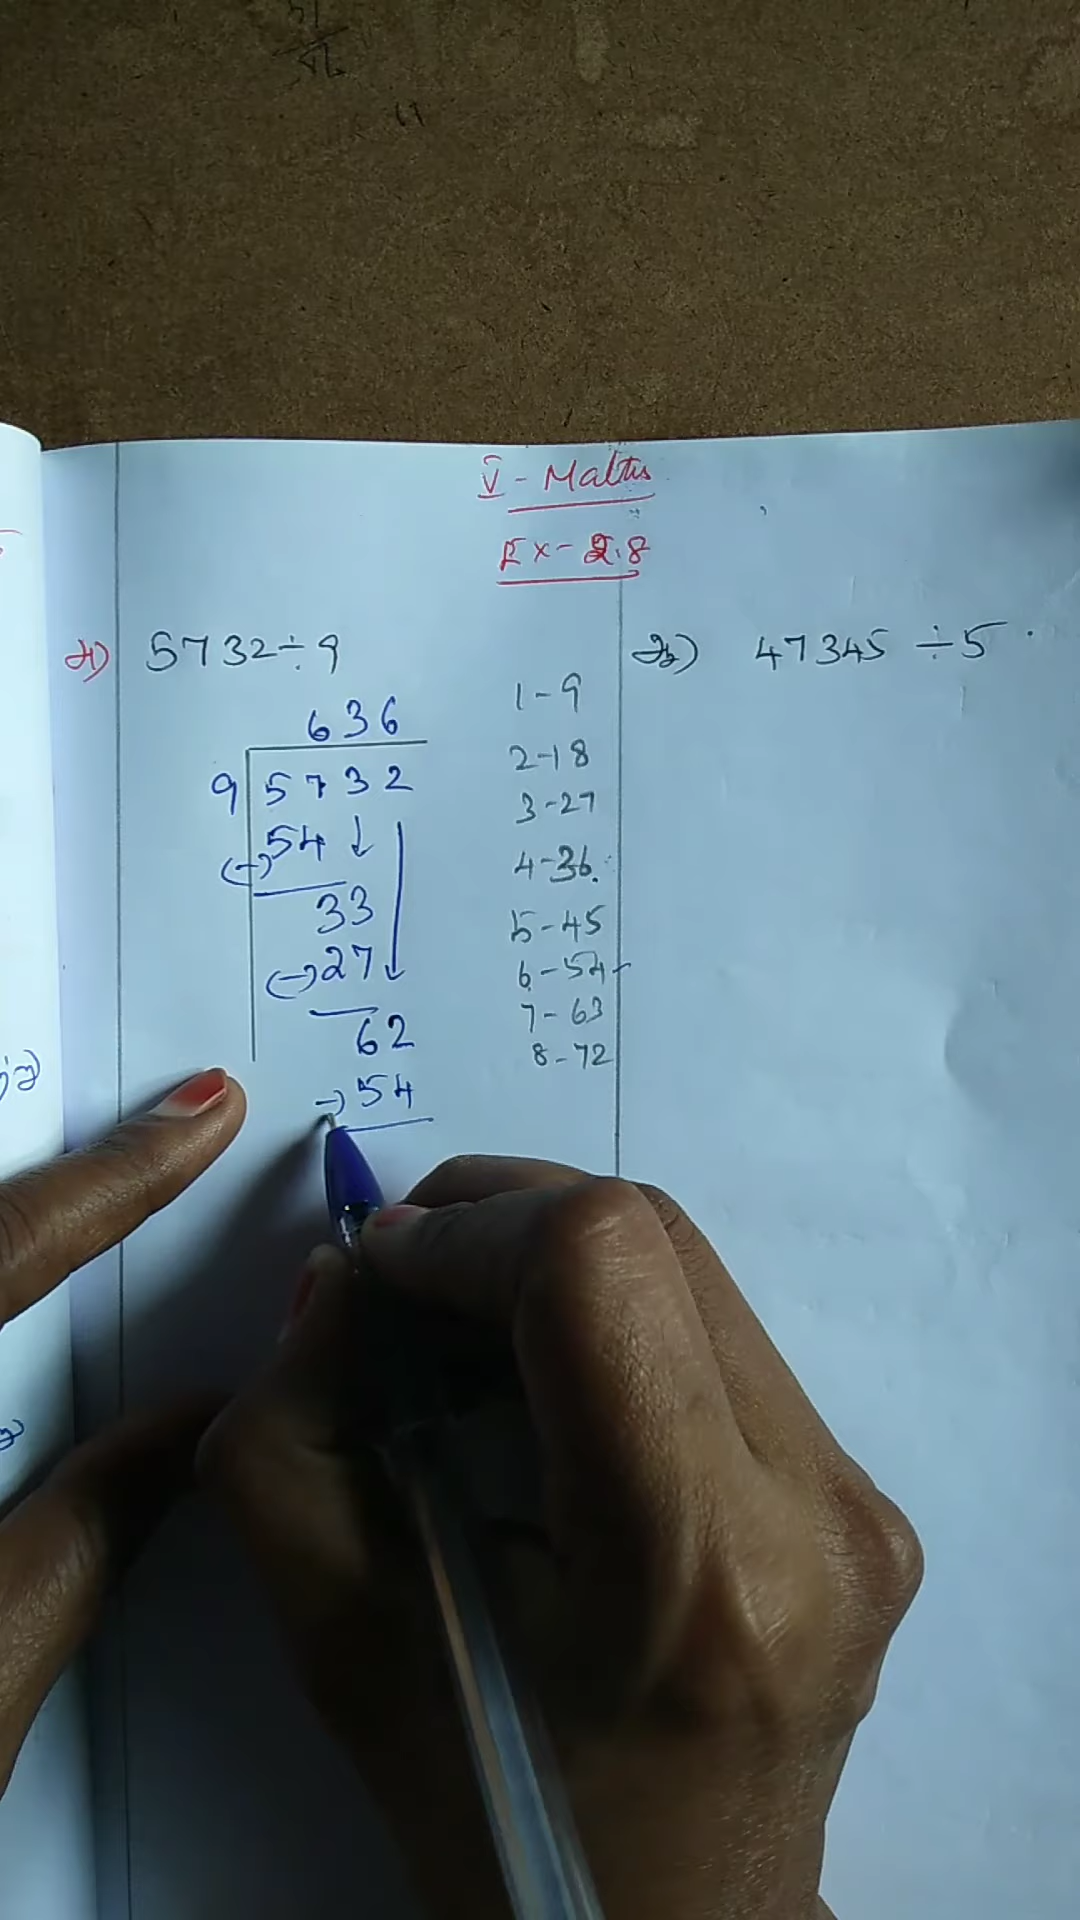 V - Maths
Ex - 2.8
அ) 5732 ÷ 9
636
9 5732
(-) 54
33
(-) 27
62
(-) 54
1 - 9
2 - 18
3 - 27
4 - 36.
5 - 45
6 - 54 -
7 - 63
8 - 72
ஆ) 47345 ÷ 5